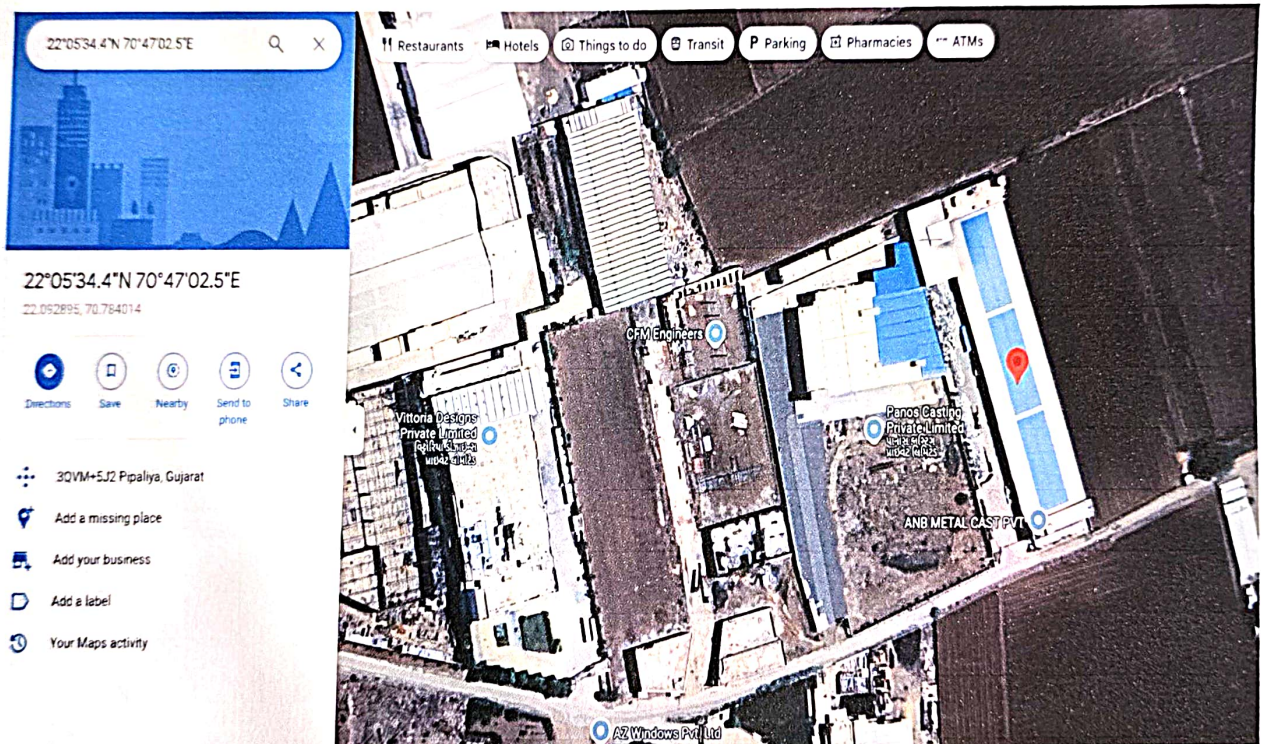 22°05'34.4"N 70°47'02.5"E
Restaurants
Hotels
Things to do
Transit
P Parking
Pharmacies
ATMs
22°05'34.4"N 70°47'02.5"E
22.092895, 70.784014
Directions
Save
Nearby
Send to
phone
Share
3QVM+5J2 Pipaliya, Gujarat
Add a missing place
Add your business
Add a label
Your Maps activity
CFM Engineers
Vittoria Designs
Private Limited
પ્રાઇવેટ લિમિટેડ
Panos Casting
Private Limited
પાનોસ કાસ્ટિંગ
પ્રાઇવેટ લિમિટેડ
ANB METAL CAST PVT
AZ Windows Pvt. Ltd